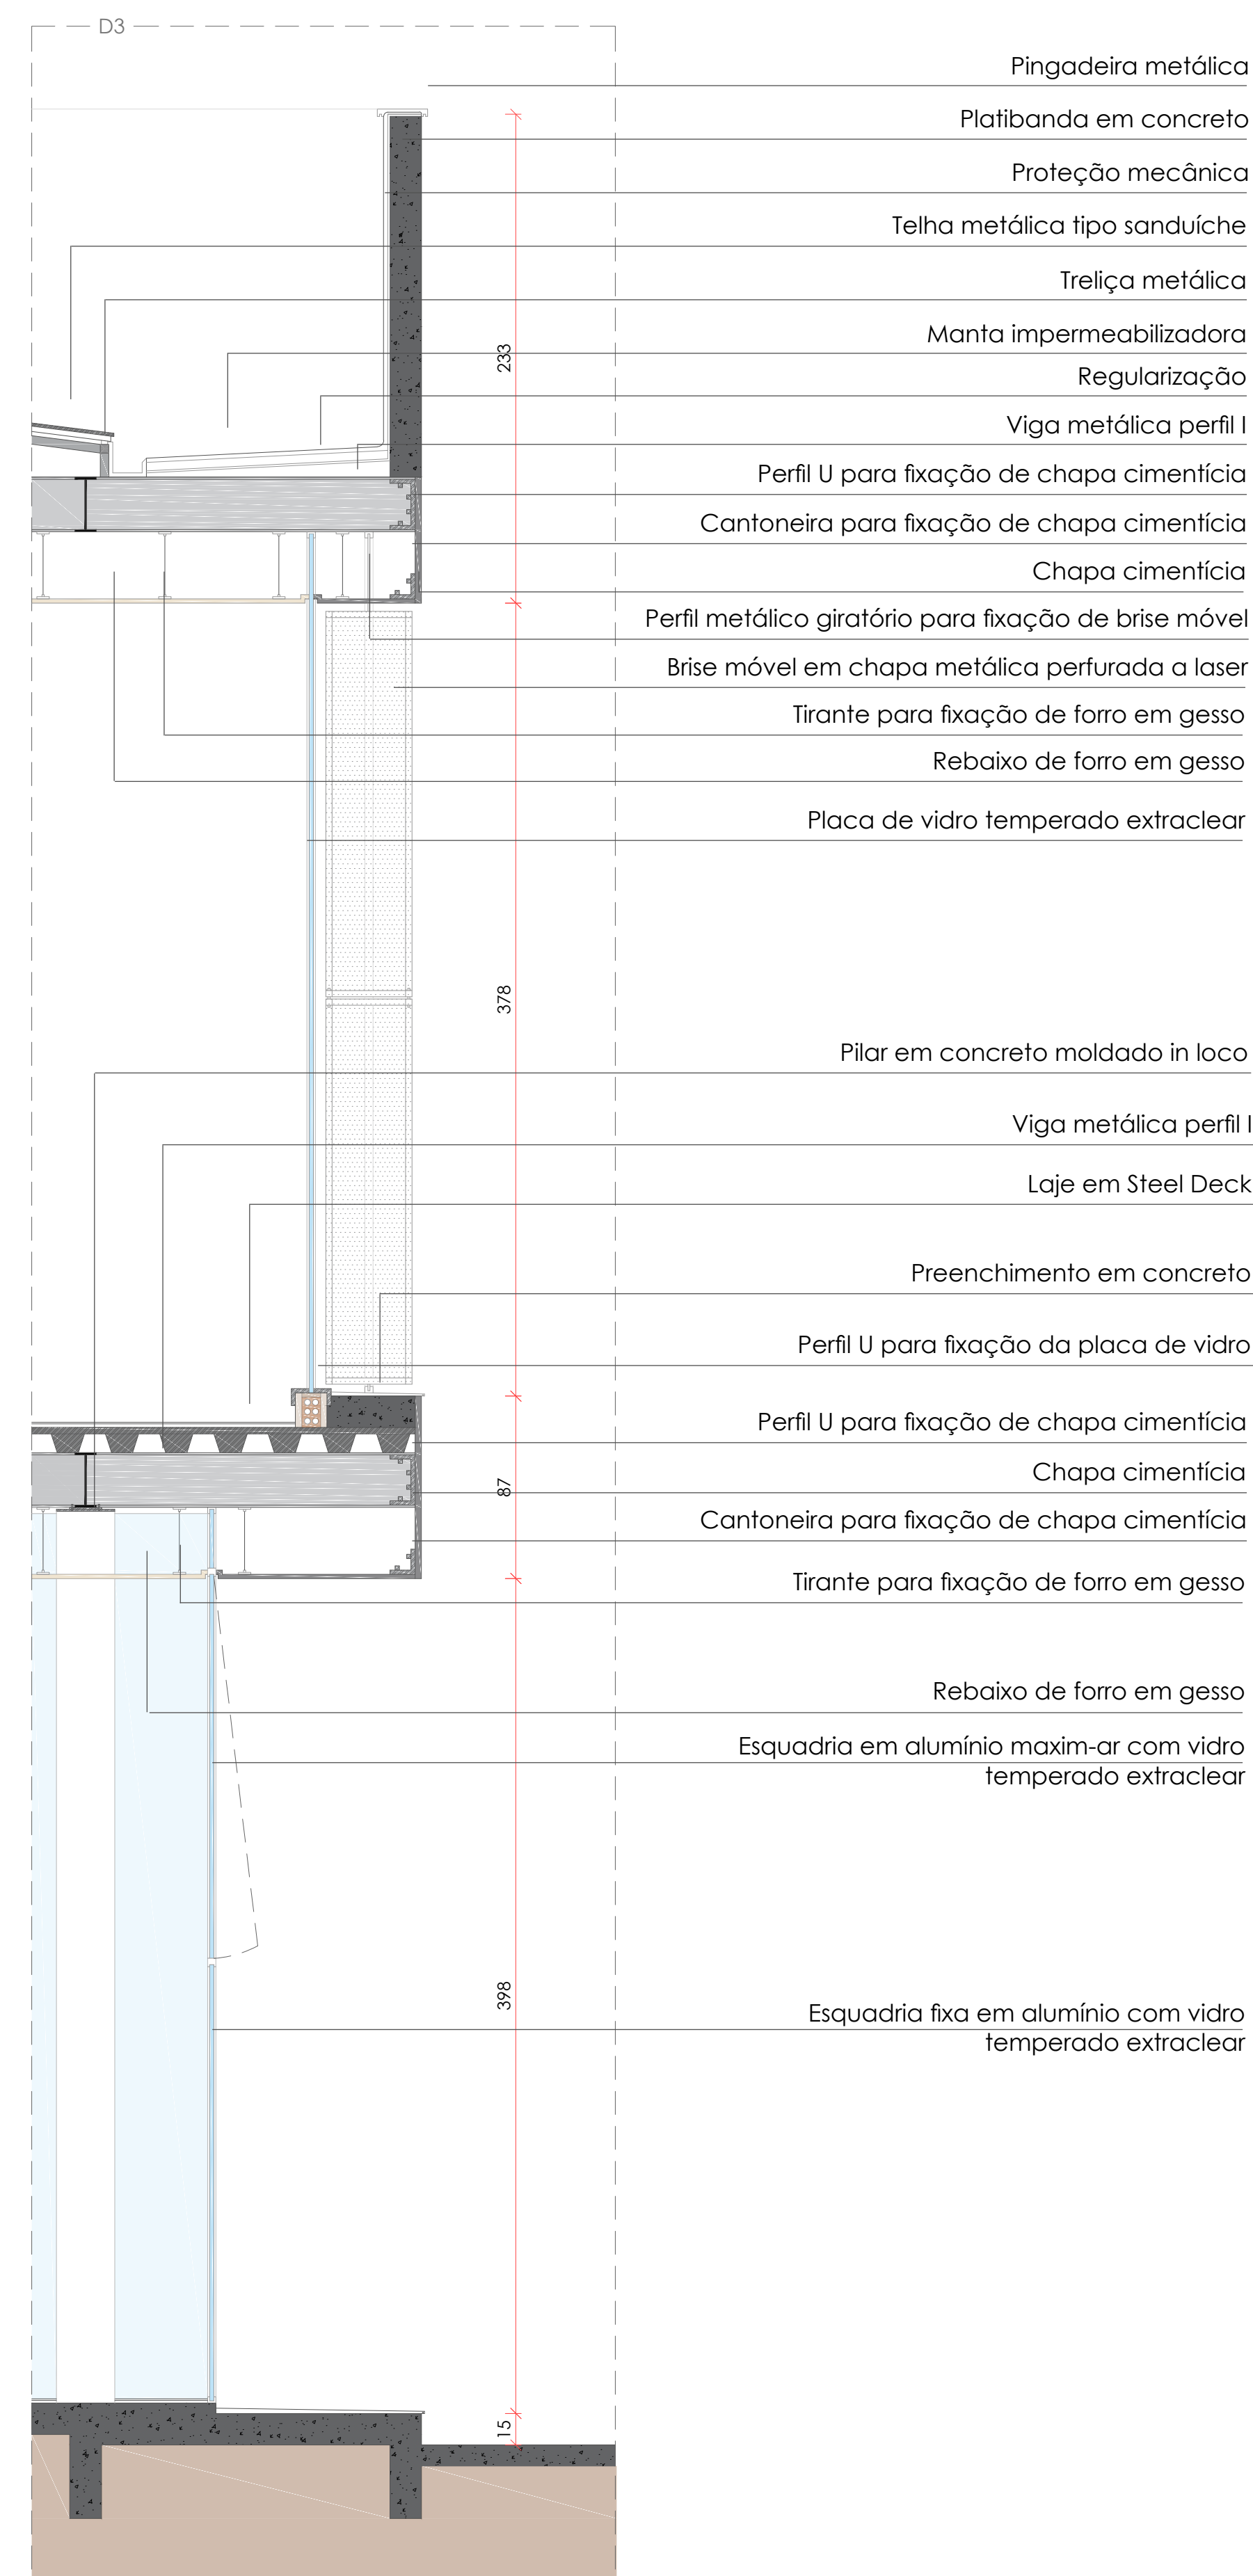 D3
Pingadeira metálica
Platibanda em concreto
Proteção mecânica
Telha metálica tipo sanduíche
Treliça metálica
Manta impermeabilizadora
233
Regularização
Viga metálica perfil I
Perfil U para fixação de chapa cimentícia
Cantoneira para fixação de chapa cimentícia
Chapa cimentícia
Perfil metálico giratório para fixação de brise móvel
Brise móvel em chapa metálica perfurada a laser
Tirante para fixação de forro em gesso
Rebaixo de forro em gesso
Placa de vidro temperado extraclear
378
Pilar em concreto moldado in loco
Viga metálica perfil I
Laje em Steel Deck
Preenchimento em concreto
Perfil U para fixação da placa de vidro
Perfil U para fixação de chapa cimentícia
Chapa cimentícia
87
Cantoneira para fixação de chapa cimentícia
Tirante para fixação de forro em gesso
Rebaixo de forro em gesso
Esquadria em alumínio maxim-ar com vidro
temperado extraclear
398
Esquadria fixa em alumínio com vidro
temperado extraclear
15